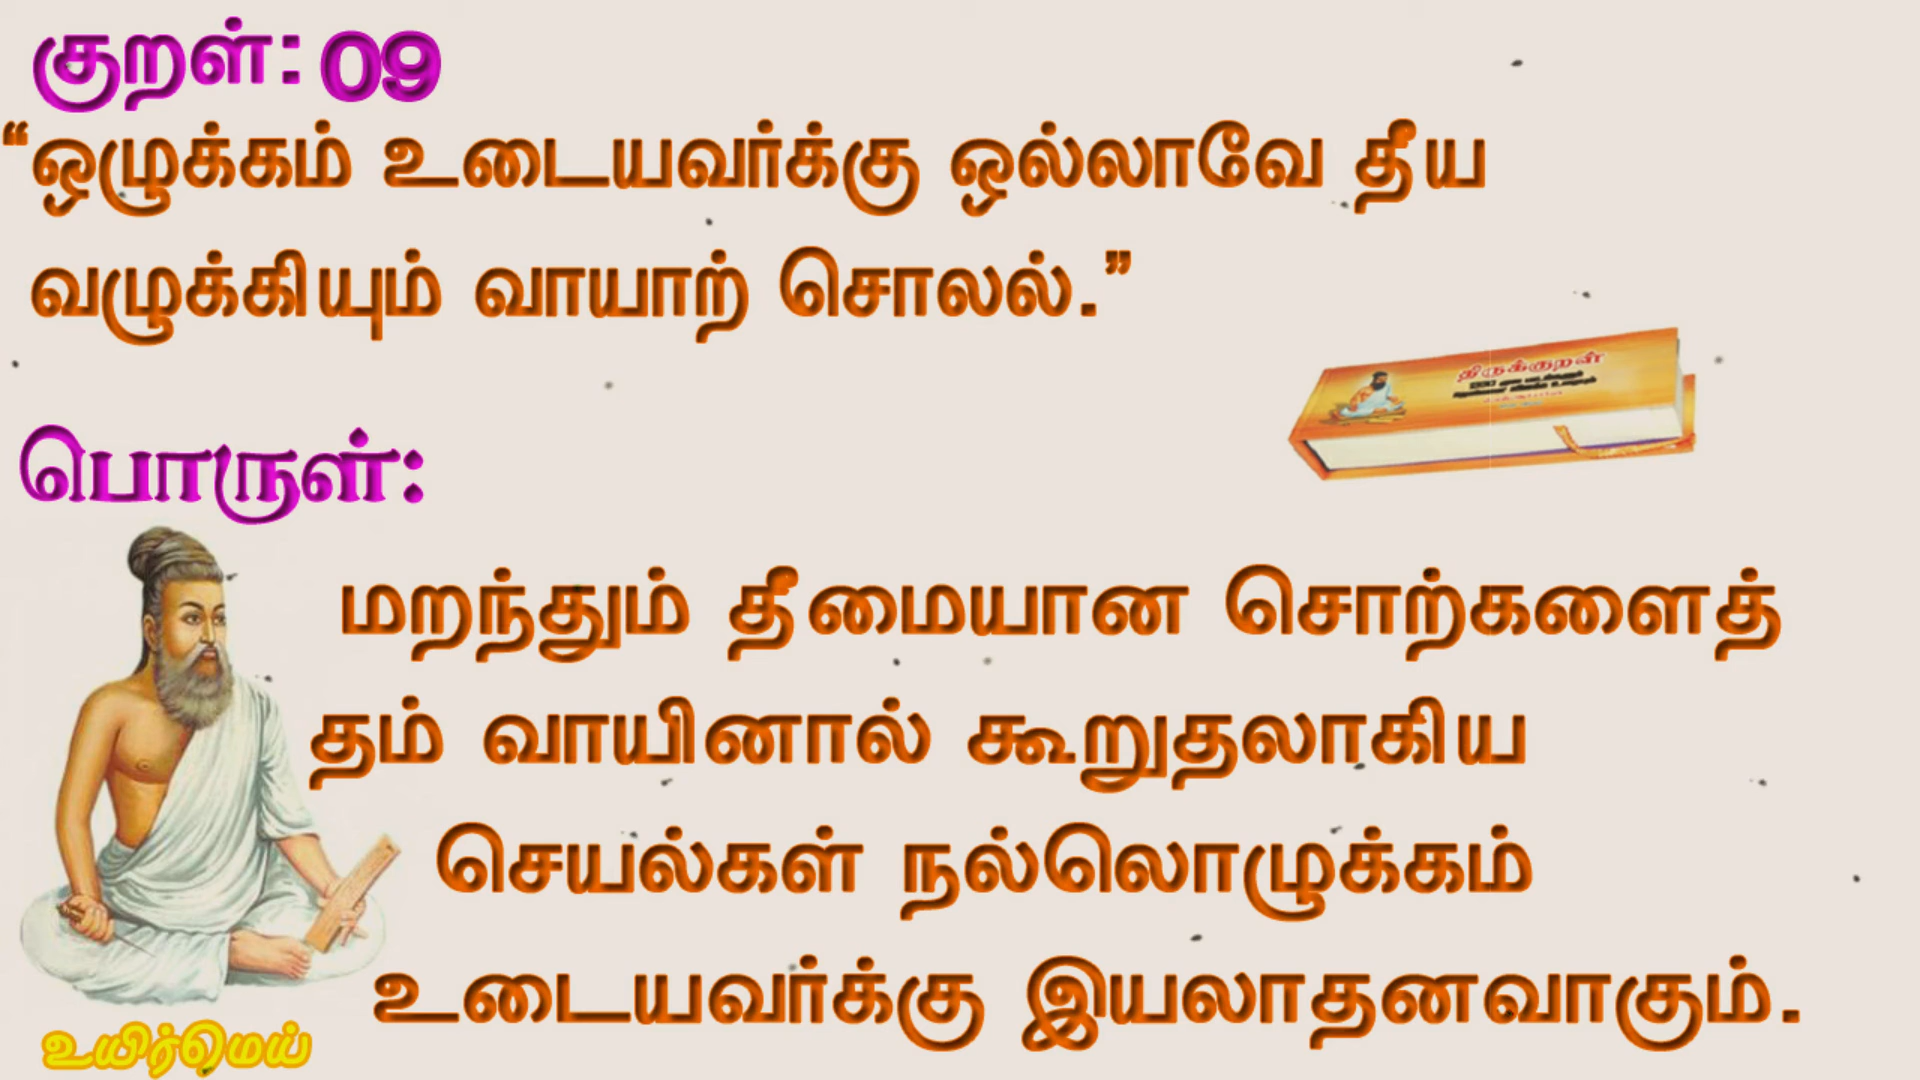 குறள்: 09
“ஒழுக்கம் உடையவர்க்கு ஒல்லாவே தீய
வழுக்கியும் வாயாற் சொலல்.”
திருக்குறள்
பொருள்:
மறந்தும் தீமையான சொற்களைத்
தம் வாயினால் கூறுதலாகிய
செயல்கள் நல்லொழுக்கம்
உடையவர்க்கு இயலாதனவாகும்.
உயிர்மெய்